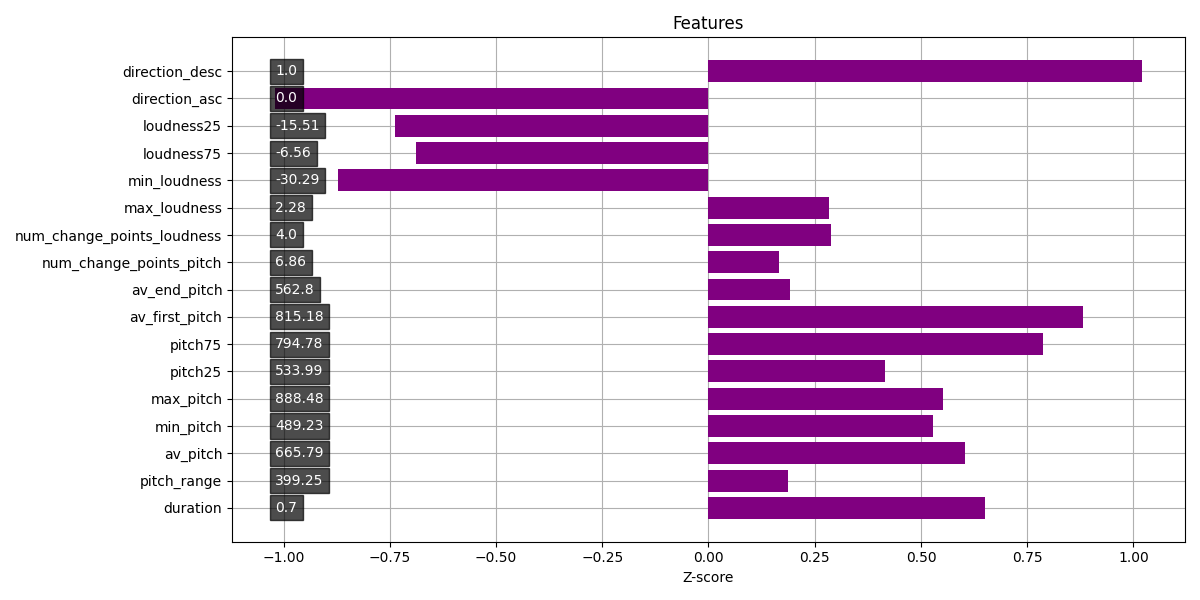 Features
direction_desc 1.0
direction_asc 0.0
loudness25 -15.51
loudness75 -6.56
min_loudness -30.29
max_loudness 2.28
num_change_points_loudness 4.0
num_change_points_pitch 6.86
av_end_pitch 562.8
av_first_pitch 815.18
pitch75 794.78
pitch25 533.99
max_pitch 888.48
min_pitch 489.23
av_pitch 665.79
pitch_range 399.25
duration 0.7
−1.00 −0.75 −0.50 −0.25 0.00 0.25 0.50 0.75 1.00
Z-score